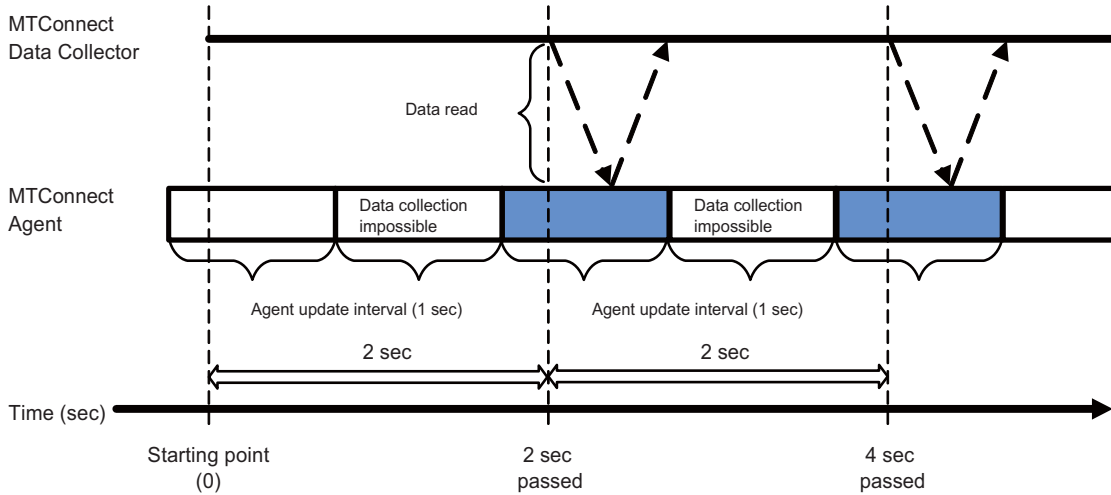 MTConnect
Data Collector
Data read
MTConnect
Agent
Data collection
impossible
Data collection
impossible
Agent update interval (1 sec)
Agent update interval (1 sec)
2 sec
2 sec
Time (sec)
Starting point
(0)
2 sec
passed
4 sec
passed